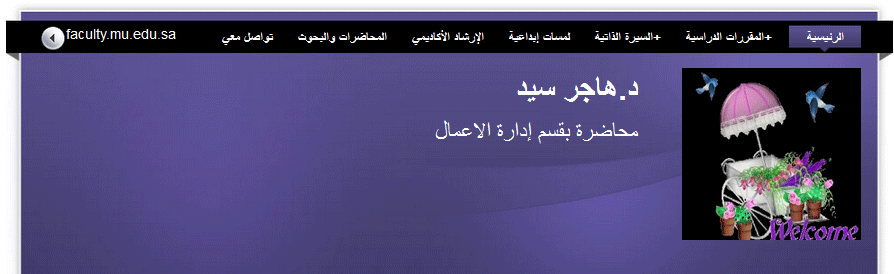 الرئيسية +المقررات الدراسية +السيرة الذاتية لمسات إبداعية الإرشاد الأكاديمي المحاضرات والبحوث تواصل معي faculty.mu.edu.sa
د.هاجر سيد
محاضرة بقسم إدارة الاعمال
Welcome